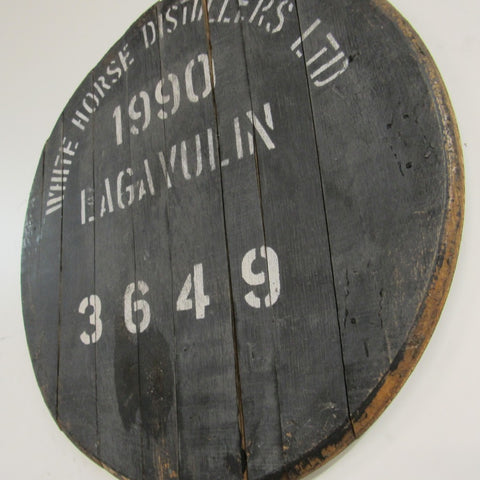 WHITE HORSE DISTILLERS LTD
1990
LAGAVULIN
3649